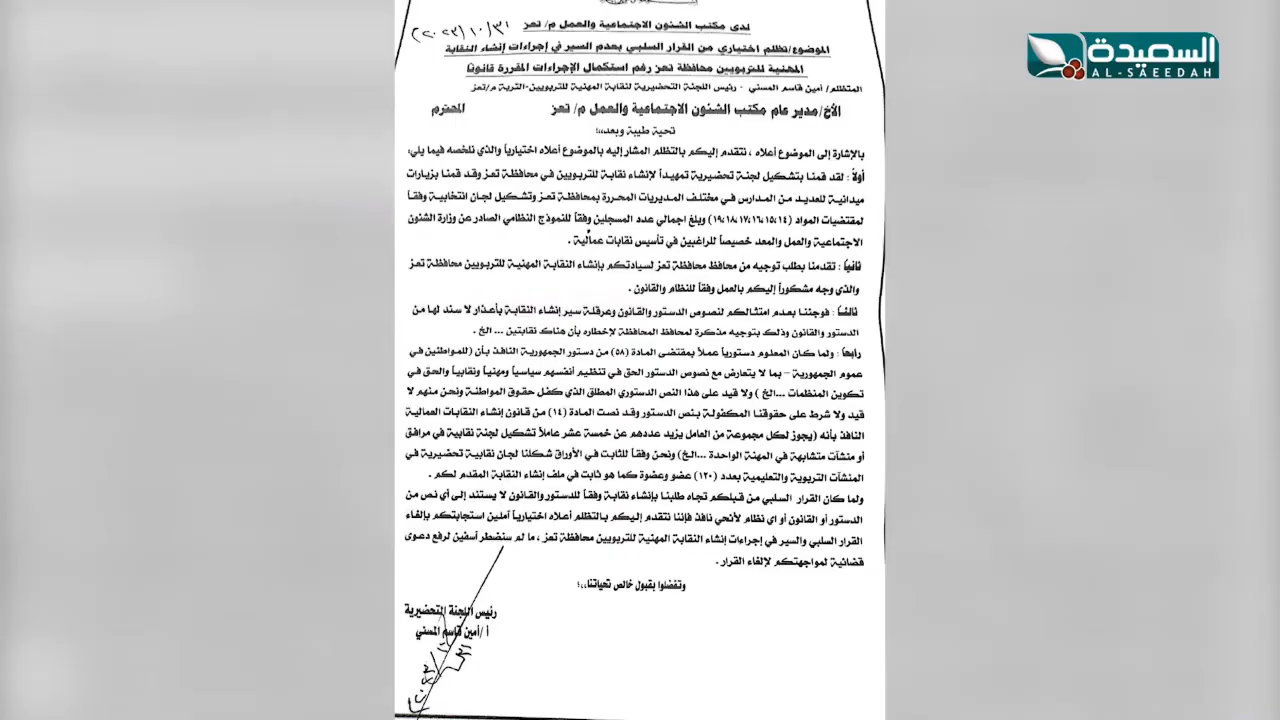 السعيدة
AL-SAEEDAH
لدى مكتب الشئون الاجتماعية والعمل م/ تعز
٢٠٢٣/١٠/٣١
الموضوع/تظلم اختياري من القرار السلبي بعدم السير في إجراءات إنشاء النقابة
المهنية للتربويين محافظة تعز رغم استكمال الإجراءات المقررة قانونا
المتظلم/ أمين قاسم المسني - رئيس اللجنة التحضيرية لنقابة المهنية للتربويين-التربة م/تعز
الأخ/مدير عام مكتب الشئون الاجتماعية والعمل م/ تعز المحترم
تحية طيبة وبعد،،؛
بالإشارة إلى الموضوع أعلاه ، نتقدم إليكم بالتظلم المشار إليه بالموضوع أعلاه اختيارياً والذي نلخصه فيما يلي:
أولاً : لقد قمنا بتشكيل لجنة تحضيرية تمهيداً لإنشاء نقابة للتربويين في محافظة تعز وقد قمنا بزيارات
ميدانية للعديد من المدارس في مختلف المديريات المحررة بمحافظة تعز وتشكيل لجان انتخابية وفقاً
لمقتضيات المواد (١٩،١٨،١٧،١٦،١٥،١٤) ويلغ اجمالي عدد المسجلين وفقاً للنموذج النظامي الصادر عن وزارة الشئون
الاجتماعية والعمل والمعد خصيصاً للراغبين في تأسيس نقابات عمالية .
ثانياً : تقدمنا بطلب توجيه من محافظ محافظة تعز لسيادتكم بإنشاء النقابة المهنية للتربويين محافظة تعز
والذي وجه مشكوراً إليكم بالعمل وفقاً للنظام والقانون .
ثالثاً : فوجئنا بعدم امتثالكم لنصوص الدستور والقانون وعرقلة سير إنشاء النقابة بأعذار لا سند لها من
الدستور والقانون وذلك بتوجيه مذكرة لمحافظ المحافظة لإخطاره بأن هناك نقابتين ... الخ .
رابعاً : ولما كان المعلوم دستورياً عملاً بمقتضى المادة (٥٨) من دستور الجمهورية النافذ بأن (للمواطنين في
عموم الجمهورية – بما لا يتعارض مع نصوص الدستور الحق في تنظيم أنفسهم سياسياً ومهنياً ونقابياً والحق في
تكوين المنظمات ...الخ ) ولا قيد على هذا النص الدستوري المطلق الذي كفل حقوق المواطنة ونحن منهم لا
قيد ولا شرط على حقوقنا المكفولة بنص الدستور وقد نصت المادة (١٤) من قانون إنشاء النقابات العمالية
النافذ بأنه (يجوز لكل مجموعة من العامل يزيد عددهم عن خمسة عشر عاملاً تشكيل لجنة نقابية في مرافق
أو منشآت متشابهة في المهنة الواحدة ...الخ) ونحن وفقاً للثابت في الأوراق شكلنا لجان نقابية تحضيرية في
المنشآت التربوية والتعليمية بعدد (١٢٠) عضو وعضوة كما هو ثابت في ملف إنشاء النقابة المقدم لكم .
ولما كان القرار السلبي من قبلكم تجاه طلبنا بإنشاء نقابة وفقاً للدستور والقانون لا يستند إلى أي نص من
الدستور أو القانون أو اي نظام لأنحي نافذ فإننا نتقدم إليكم بالتظلم أعلاه اختيارياً آملين استجابتكم بإلغاء
القرار السلبي والسير في إجراءات إنشاء النقابة المهنية للتربويين محافظة تعز ، ما لم سنضطر آسفين لرفع دعوى
قضائية لمواجهتكم لإلغاء القرار .
وتفضلوا بقبول خالص تحياتنا،،؛
رئيس اللجنة التحضيرية
أ /أمين قاسم المسني